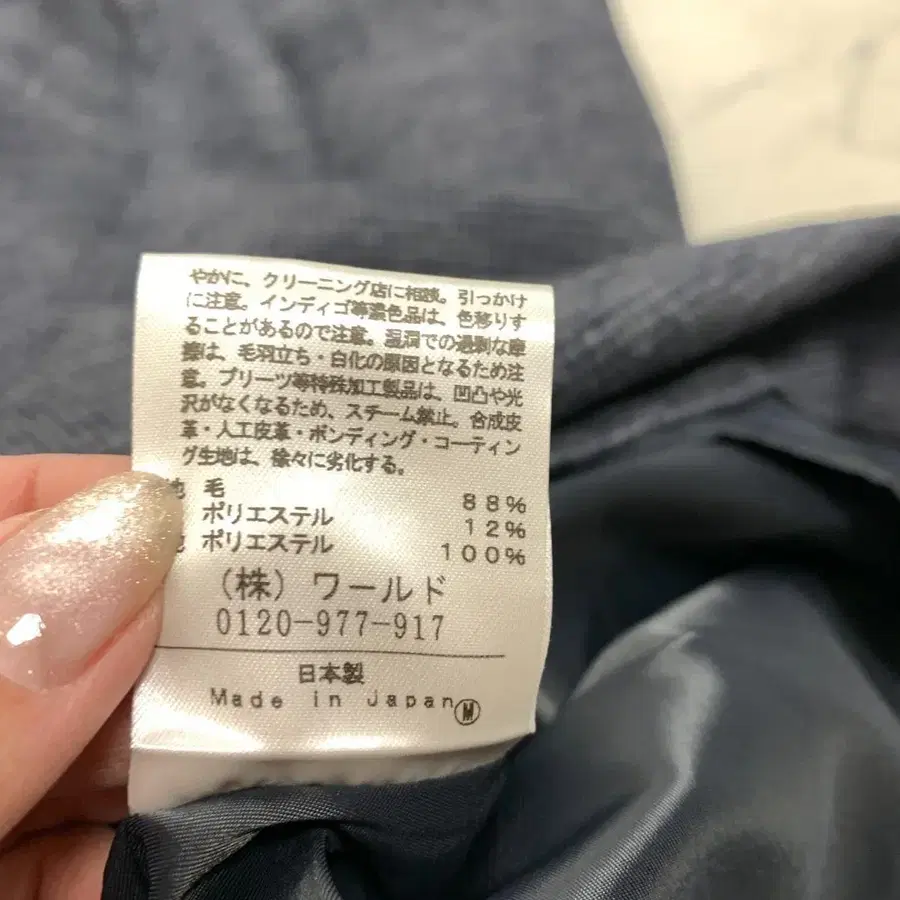 やかに、クリーニング店に相談。引っかけ
に注意。インディゴ等濃色品は、色移りす
ることがあるので注意。湿潤での過剰な摩
擦は、毛羽立ち・白化の原因となるため注
意。プリーツ等特殊加工製品は、凹凸や光
沢がなくなるため、スチーム禁止。合成皮
革・人工皮革・ボンディング・コーティン
グ生地は、徐々に劣化する。
地 毛 88%
ポリエステル 12%
ポリエステル 100%
(株)ワールド
0120-977-917
日本製
Made in Japan Ⓜ